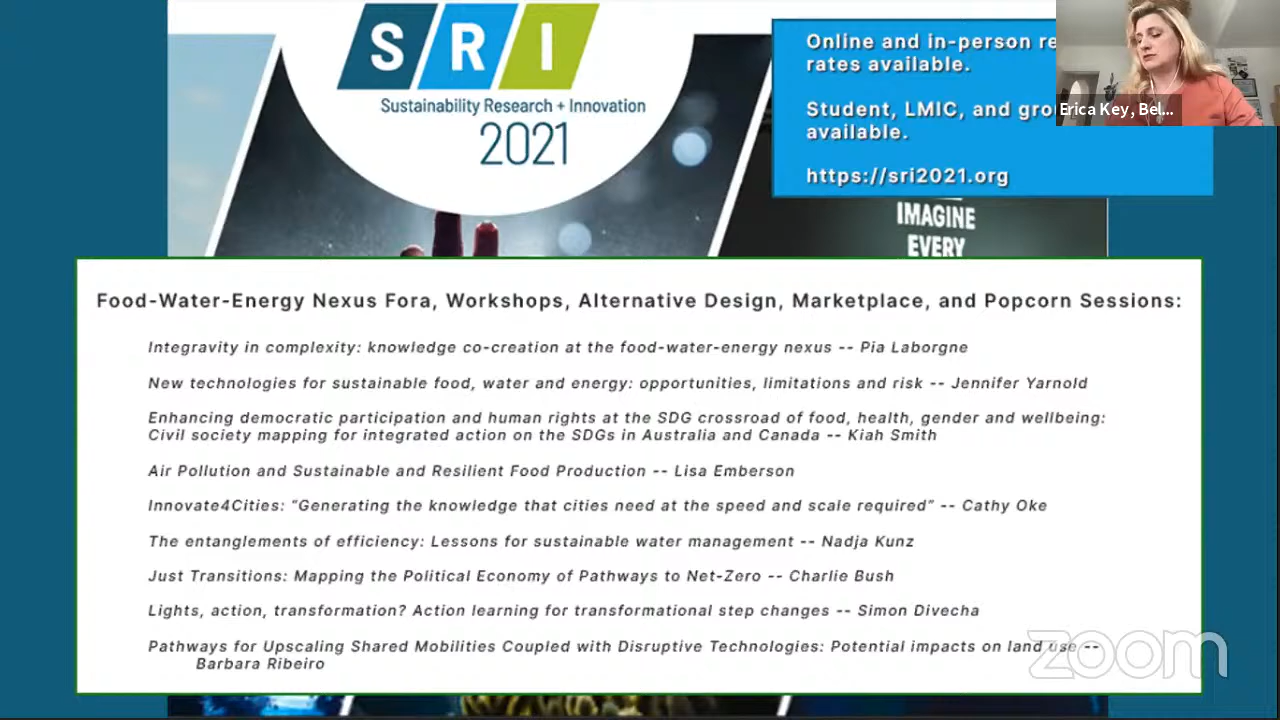 SRI
Sustainability Research + Innovation
2021
Online and in-person re
rates available.
Student, LMIC, and gro
available.
https://sri2021.org
Erica Key, Bel...
IMAGINE
EVERY
Food-Water-Energy Nexus Fora, Workshops, Alternative Design, Marketplace, and Popcorn Sessions:
Integravity in complexity: knowledge co-creation at the food-water-energy nexus -- Pia Laborgne
New technologies for sustainable food, water and energy: opportunities, limitations and risk -- Jennifer Yarnold
Enhancing democratic participation and human rights at the SDG crossroad of food, health, gender and wellbeing:
Civil society mapping for integrated action on the SDGs in Australia and Canada -- Kiah Smith
Air Pollution and Sustainable and Resilient Food Production -- Lisa Emberson
Innovate4Cities: "Generating the knowledge that cities need at the speed and scale required" -- Cathy Oke
The entanglements of efficiency: Lessons for sustainable water management -- Nadja Kunz
Just Transitions: Mapping the Political Economy of Pathways to Net-Zero -- Charlie Bush
Lights, action, transformation? Action learning for transformational step changes -- Simon Divecha
Pathways for Upscaling Shared Mobilities Coupled with Disruptive Technologies: Potential impacts on land use --
Barbara Ribeiro
zoom